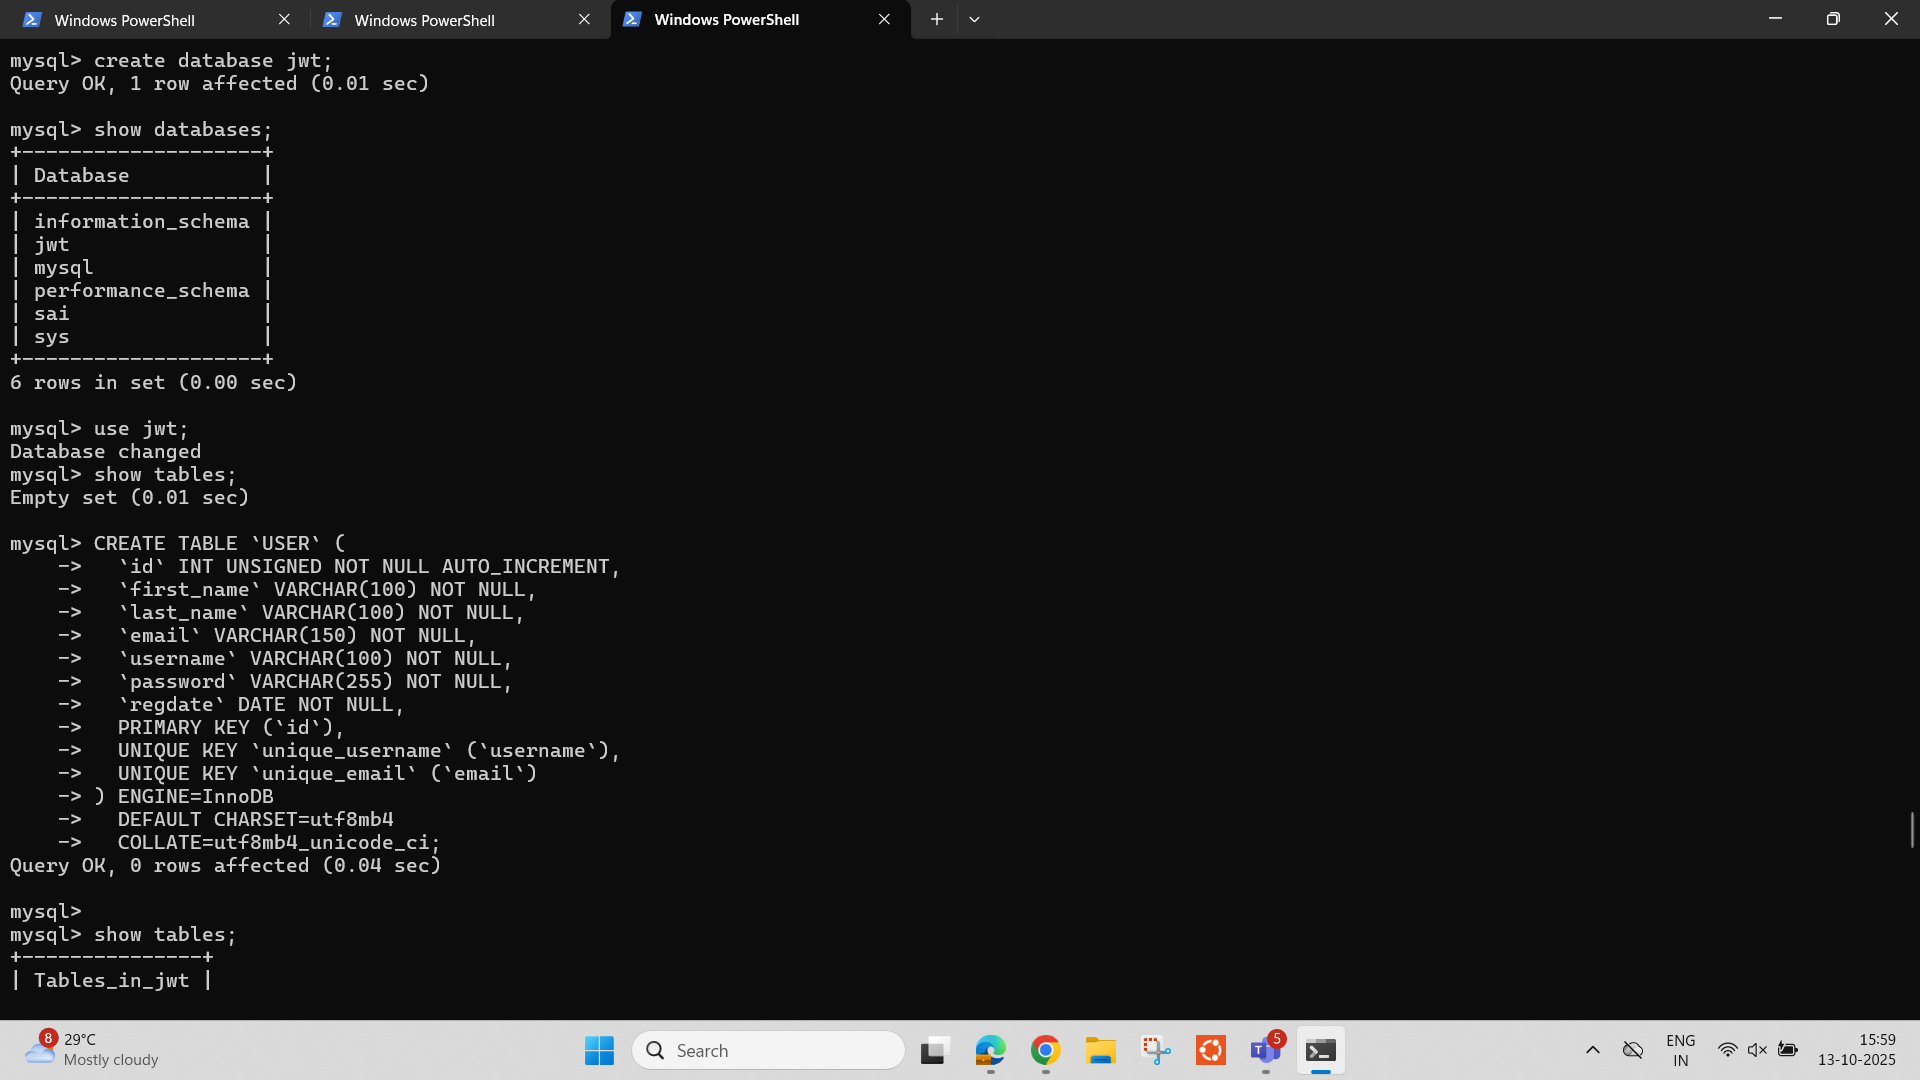 Windows PowerShell
Windows PowerShell
Windows PowerShell
mysql> create database jwt;
Query OK, 1 row affected (0.01 sec)
mysql> show databases;
+--------------------+
| Database           |
+--------------------+
| information_schema |
| jwt                |
| mysql              |
| performance_schema |
| sai                |
| sys                |
+--------------------+
6 rows in set (0.00 sec)
mysql> use jwt;
Database changed
mysql> show tables;
Empty set (0.01 sec)
mysql> CREATE TABLE `USER` (
    ->   `id` INT UNSIGNED NOT NULL AUTO_INCREMENT,
    ->   `first_name` VARCHAR(100) NOT NULL,
    ->   `last_name` VARCHAR(100) NOT NULL,
    ->   `email` VARCHAR(150) NOT NULL,
    ->   `username` VARCHAR(100) NOT NULL,
    ->   `password` VARCHAR(255) NOT NULL,
    ->   `regdate` DATE NOT NULL,
    ->   PRIMARY KEY (`id`),
    ->   UNIQUE KEY `unique_username` (`username`),
    ->   UNIQUE KEY `unique_email` (`email`)
    -> ) ENGINE=InnoDB
    ->   DEFAULT CHARSET=utf8mb4
    ->   COLLATE=utf8mb4_unicode_ci;
Query OK, 0 rows affected (0.04 sec)
mysql>
mysql> show tables;
+---------------+
| Tables_in_jwt |
8
29°C
Mostly cloudy
Search
T
5
ENG
IN
15:59
13-10-2025